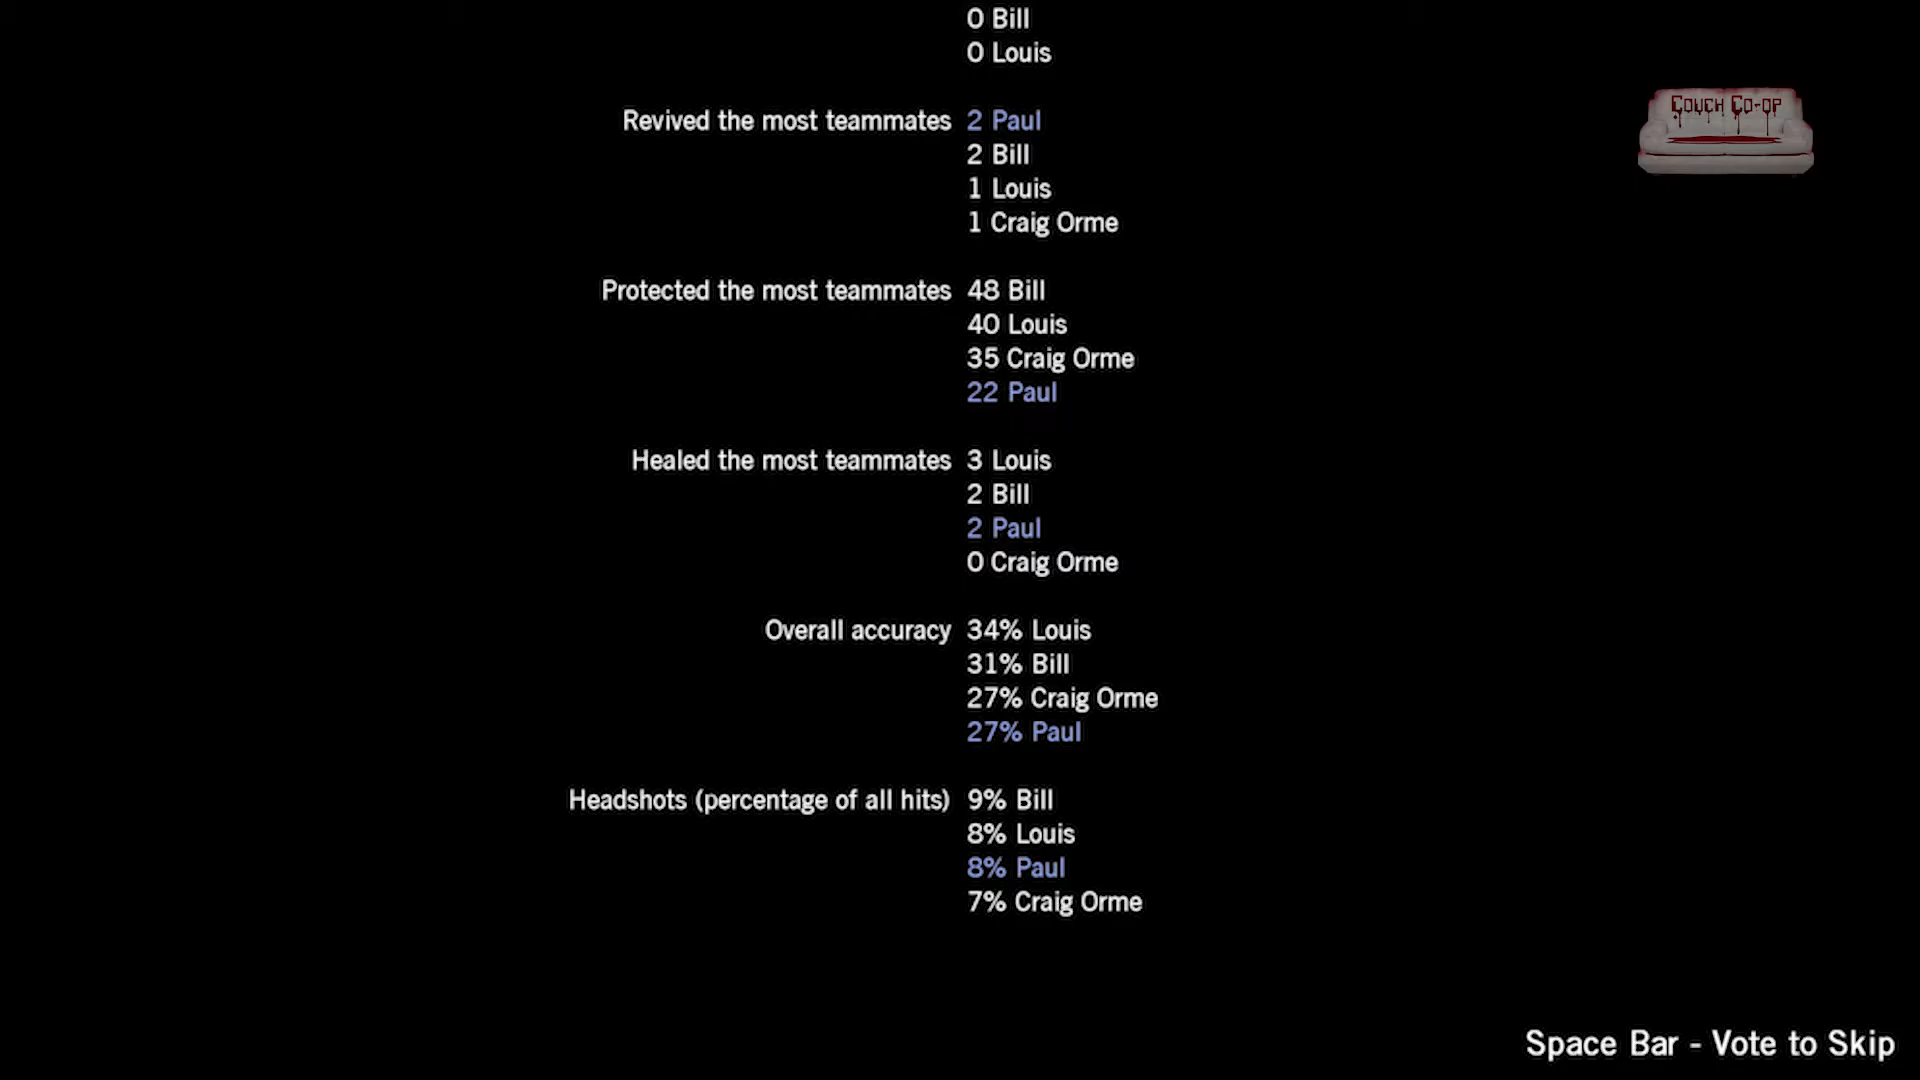 0 Bill
0 Louis
Revived the most teammates 2 Paul
2 Bill
1 Louis
1 Craig Orme
Protected the most teammates 48 Bill
40 Louis
35 Craig Orme
22 Paul
Healed the most teammates 3 Louis
2 Bill
2 Paul
0 Craig Orme
Overall accuracy 34% Louis
31% Bill
27% Craig Orme
27% Paul
Headshots (percentage of all hits) 9% Bill
8% Louis
8% Paul
7% Craig Orme
Couch Co-op
Space Bar - Vote to Skip